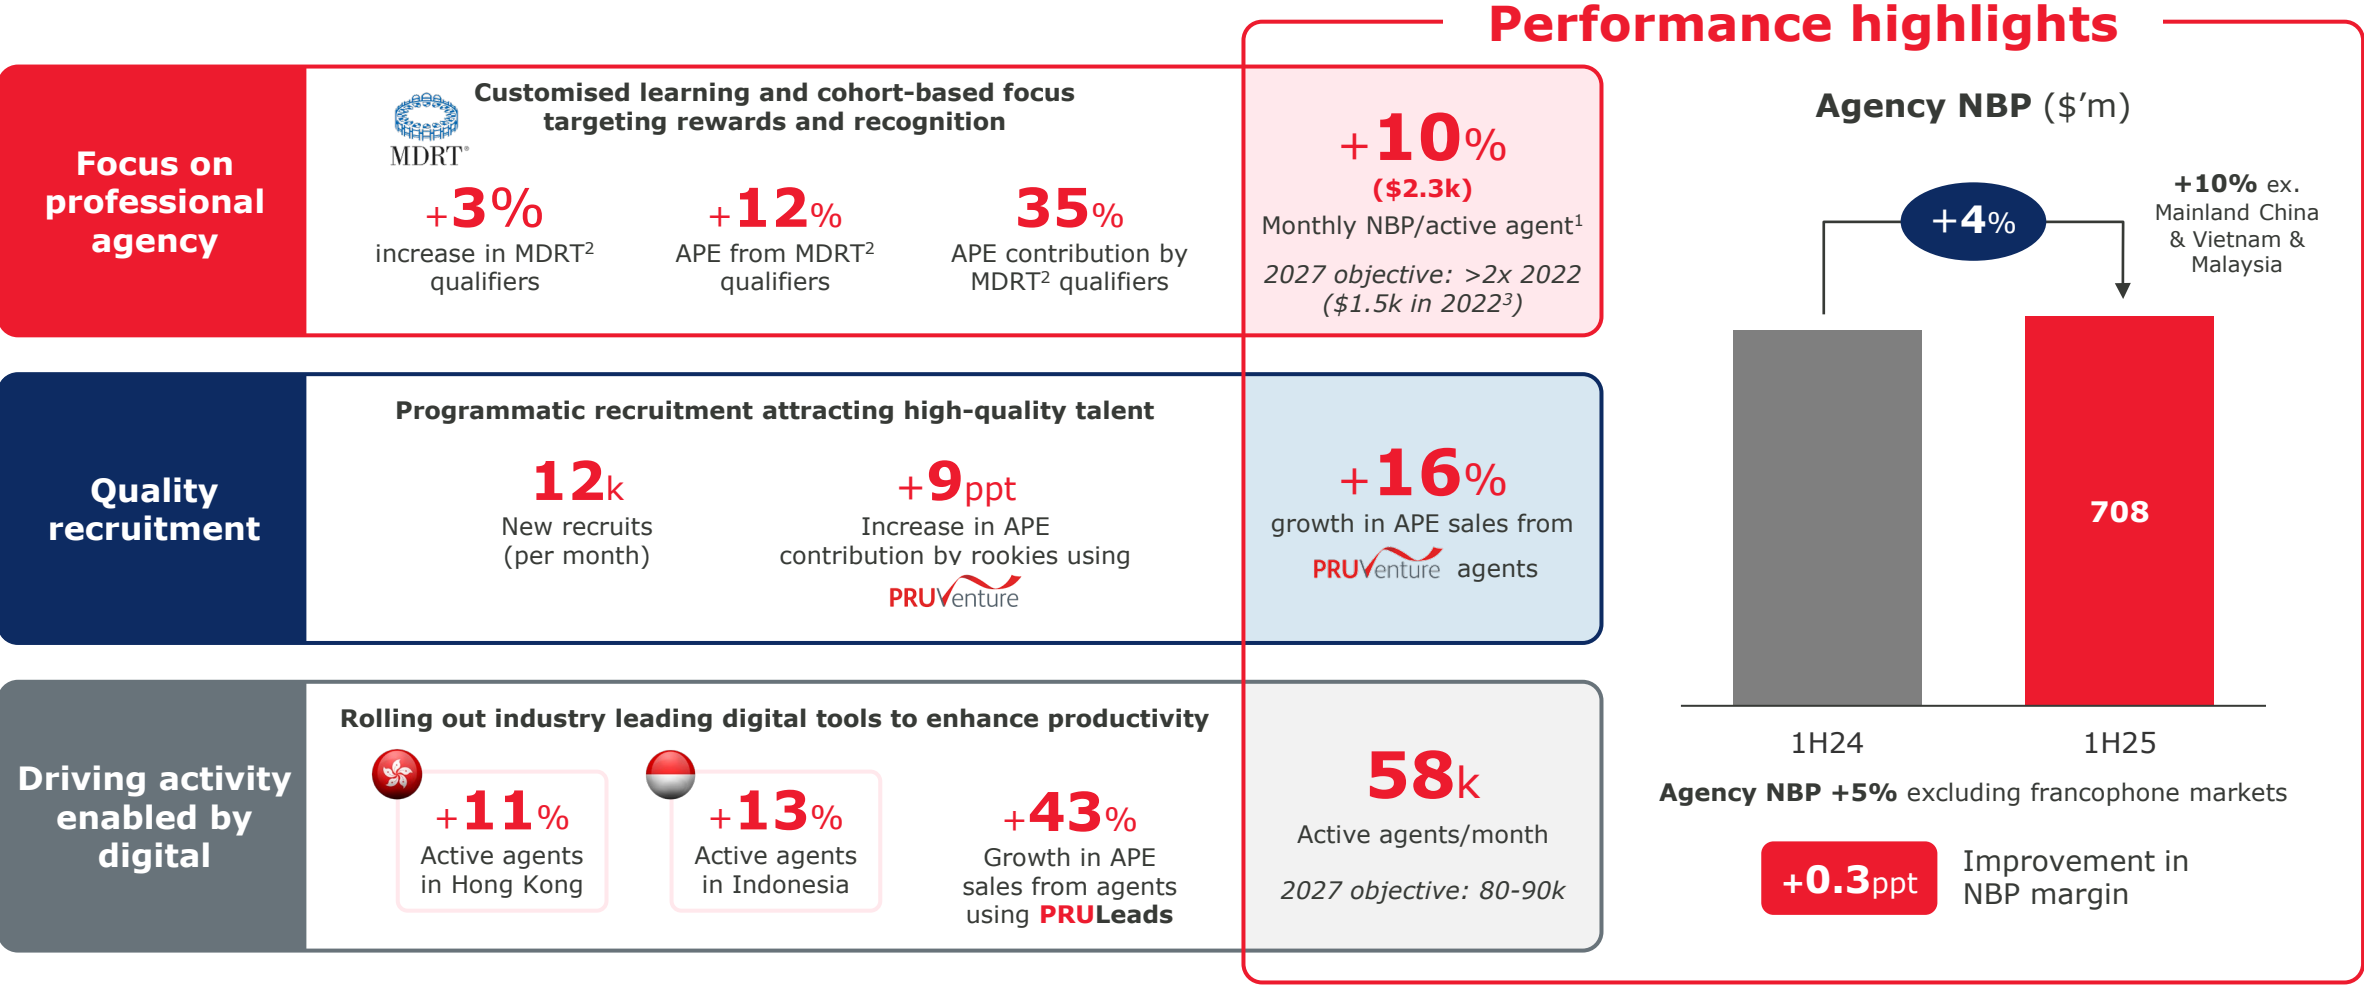 Performance highlights
Focus on
professional
agency
MDRT®
Customised learning and cohort-based focus
targeting rewards and recognition
+3%
increase in MDRT²
qualifiers
+12%
APE from MDRT²
qualifiers
35%
APE contribution by
MDRT² qualifiers
+10%
($2.3k)
Monthly NBP/active agent¹
2027 objective: >2x 2022
($1.5k in 2022³)
Quality
recruitment
Programmatic recruitment attracting high-quality talent
12k
New recruits
(per month)
+9ppt
Increase in APE
contribution by rookies using
PRUVenture
+16%
growth in APE sales from
PRUVenture agents
Driving activity
enabled by
digital
Rolling out industry leading digital tools to enhance productivity
+11%
Active agents
in Hong Kong
+13%
Active agents
in Indonesia
+43%
Growth in APE
sales from agents
using PRULeads
58k
Active agents/month
2027 objective: 80-90k
Agency NBP ($’m)
+4%
+10% ex.
Mainland China
& Vietnam &
Malaysia
708
1H24
1H25
Agency NBP +5% excluding francophone markets
+0.3ppt
Improvement in
NBP margin